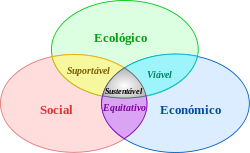 Ecológico
Suportável
Viável
Sustentável
Social
Equitativo
Económico